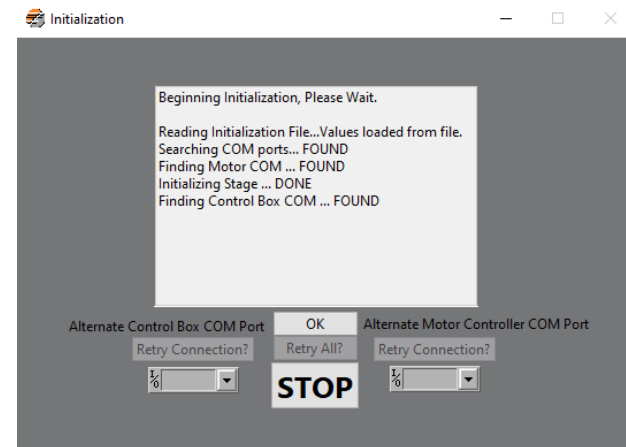 Initialization
Beginning Initialization, Please Wait.
Reading Initialization File...Values loaded from file.
Searching COM ports... FOUND
Finding Motor COM ... FOUND
Initializing Stage ... DONE
Finding Control Box COM ... FOUND
Alternate Control Box COM Port
OK
Alternate Motor Controller COM Port
Retry Connection?
Retry All?
Retry Connection?
I/0
STOP
I/0